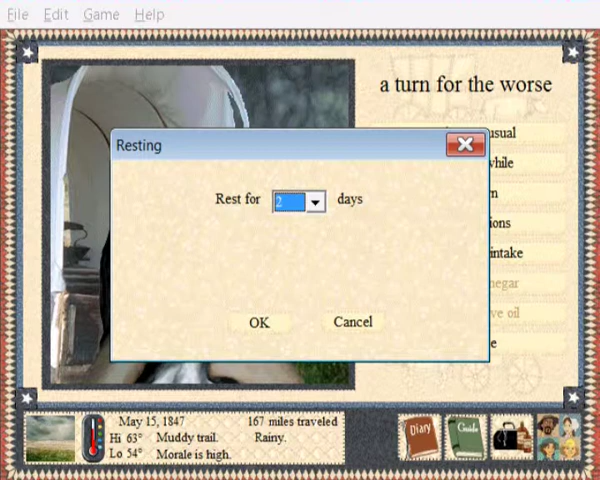 File Edit Game Help
a turn for the worse
Resting
Rest for 2 days
OK Cancel
usual
while
n
ions
intake
negar
ve oil
e
May 15, 1847 167 miles traveled
Hi 63° Muddy trail. Rainy.
Lo 54° Morale is high.
Diary
Guide